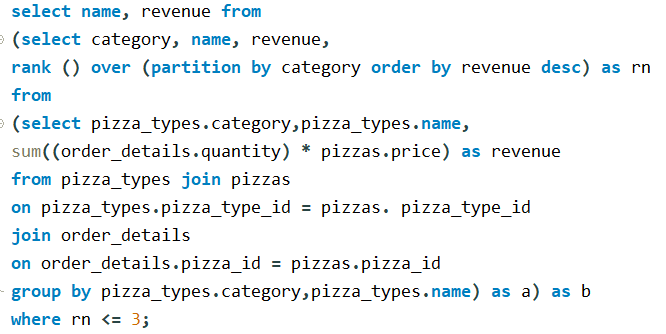 select name, revenue from
(select category, name, revenue,
rank () over (partition by category order by revenue desc) as rn
from
(select pizza_types.category,pizza_types.name,
sum((order_details.quantity) * pizzas.price) as revenue
from pizza_types join pizzas
on pizza_types.pizza_type_id = pizzas. pizza_type_id
join order_details
on order_details.pizza_id = pizzas.pizza_id
group by pizza_types.category,pizza_types.name) as a) as b
where rn <= 3;